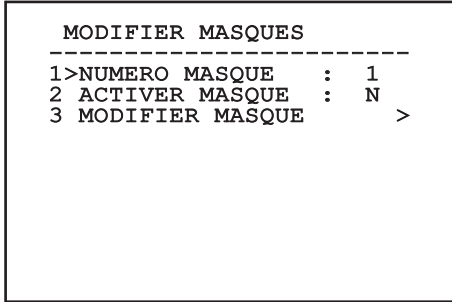 MODIFIER MASQUES
-------------------------
1>NUMERO MASQUE : 1
2 ACTIVER MASQUE : N
3 MODIFIER MASQUE >